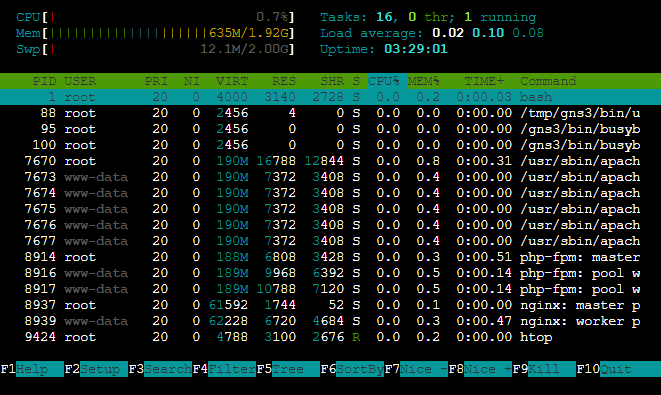 CPU[| 0.7%] Tasks: 16, 0 thr; 1 running
Mem[|||||||||||||||||||635M/1.92G] Load average: 0.02 0.10 0.08
Swp[| 12.1M/2.00G] Uptime: 03:29:01
PID USER PRI NI VIRT RES SHR S CPU% MEM% TIME+ Command
1 root 20 0 4000 3140 2728 S 0.0 0.2 0:00.03 bash
88 root 20 0 2456 4 0 S 0.0 0.0 0:00.00 /tmp/gns3/bin/u
95 root 20 0 2456 0 0 S 0.0 0.0 0:00.00 /gns3/bin/busyb
100 root 20 0 2456 0 0 S 0.0 0.0 0:00.00 /gns3/bin/busyb
7670 root 20 0 190M 16788 12844 S 0.0 0.8 0:00.31 /usr/sbin/apach
7673 www-data 20 0 190M 7372 3408 S 0.0 0.4 0:00.00 /usr/sbin/apach
7674 www-data 20 0 190M 7372 3408 S 0.0 0.4 0:00.00 /usr/sbin/apach
7675 www-data 20 0 190M 7372 3408 S 0.0 0.4 0:00.00 /usr/sbin/apach
7676 www-data 20 0 190M 7372 3408 S 0.0 0.4 0:00.00 /usr/sbin/apach
7677 www-data 20 0 190M 7372 3408 S 0.0 0.4 0:00.00 /usr/sbin/apach
8914 root 20 0 188M 6808 3428 S 0.0 0.3 0:00.51 php-fpm: master
8916 www-data 20 0 189M 9968 6392 S 0.0 0.5 0:00.14 php-fpm: pool w
8917 www-data 20 0 189M 10788 7120 S 0.0 0.5 0:00.14 php-fpm: pool w
8937 root 20 0 61592 1744 52 S 0.0 0.1 0:00.00 nginx: master p
8939 www-data 20 0 62228 6720 4684 S 0.0 0.3 0:00.47 nginx: worker p
9424 root 20 0 4788 3100 2676 R 0.0 0.2 0:00.00 htop
F1Help F2Setup F3SearchF4FilterF5Tree F6SortByF7Nice -F8Nice +F9Kill F10Quit